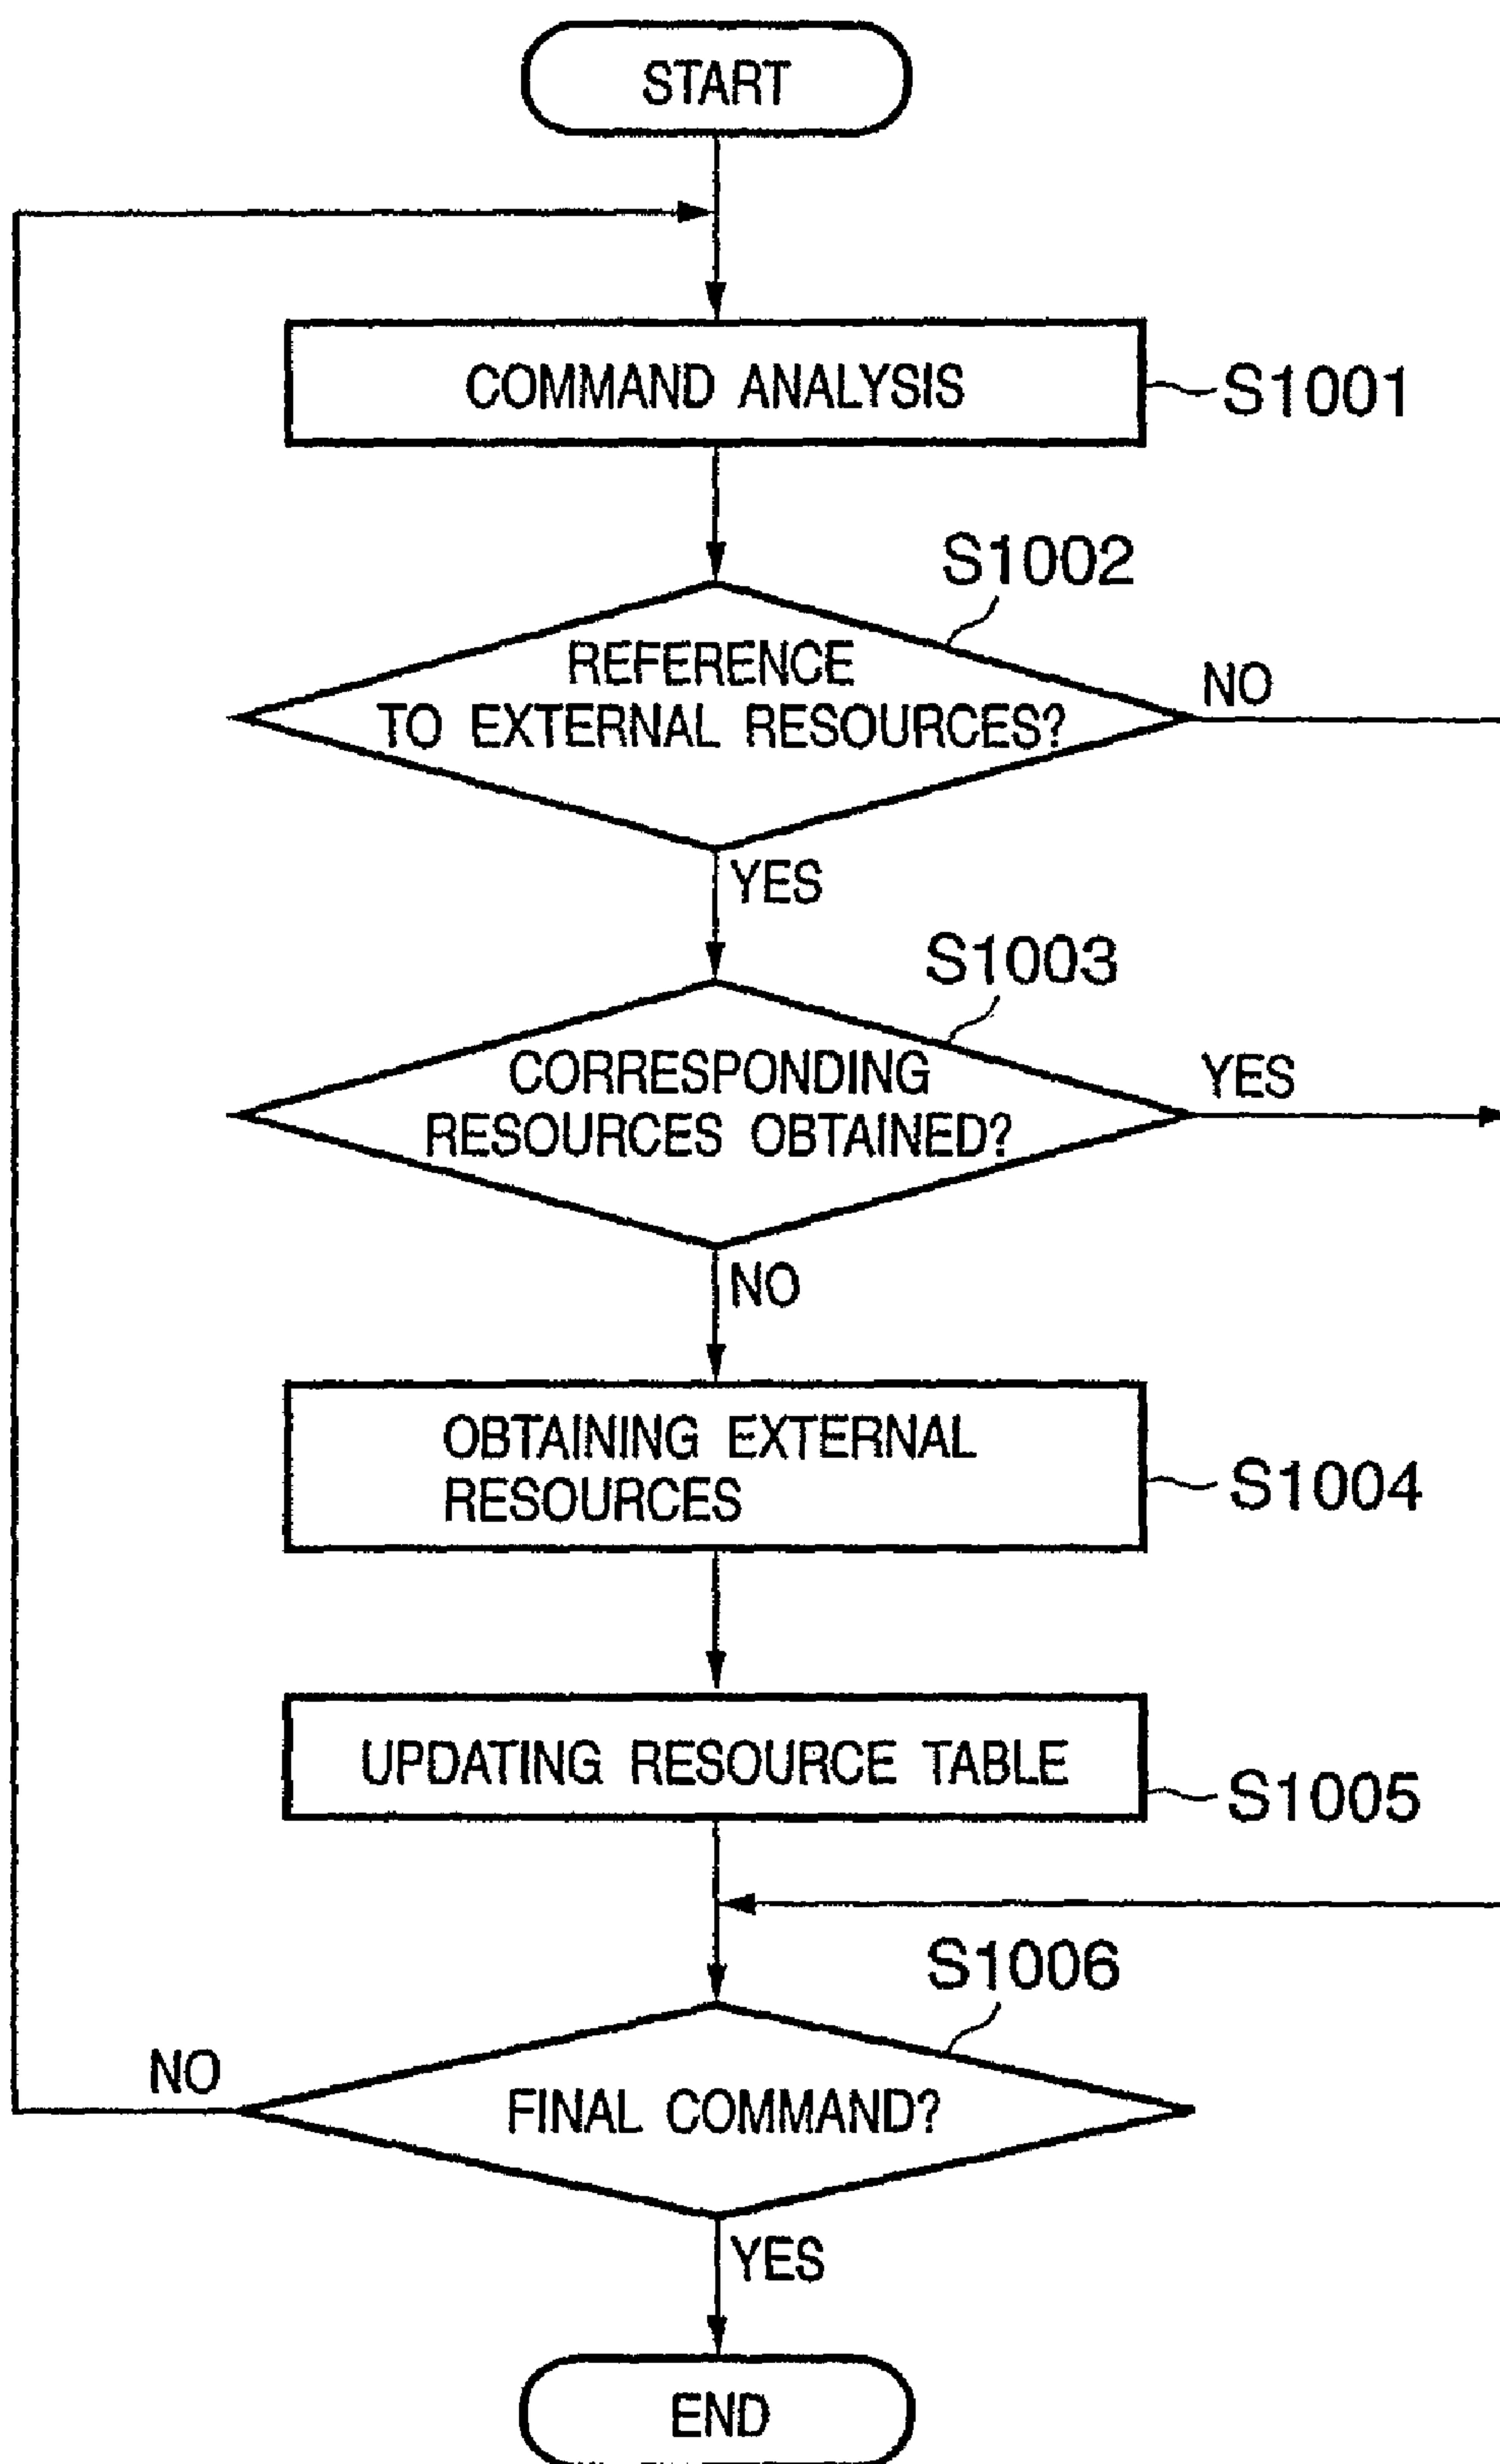 START
COMMAND ANALYSIS
S1001
S1002
REFERENCE
TO EXTERNAL RESOURCES?
NO
YES
S1003
CORRESPONDING
RESOURCES OBTAINED?
YES
NO
OBTAINING EXTERNAL
RESOURCES
S1004
UPDATING RESOURCE TABLE
S1005
S1006
NO
FINAL COMMAND?
YES
END